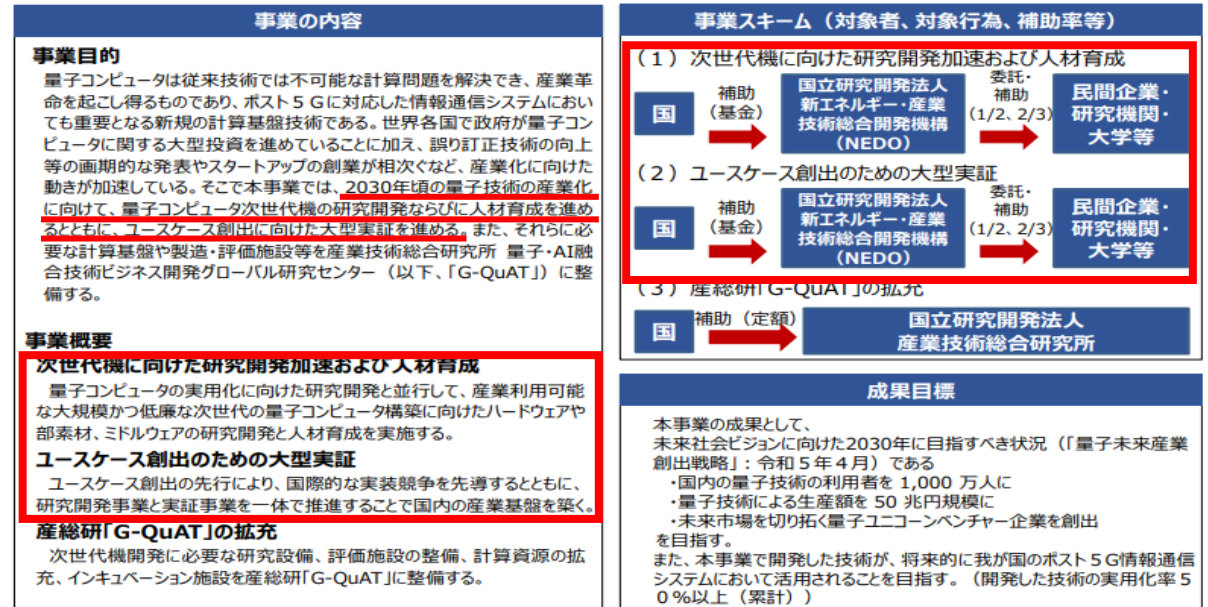 事業の内容
事業目的
量子コンピュータは従来技術では不可能な計算問題を解決でき、産業革
命を起こし得るものであり、ポスト５Ｇに対応した情報通信システムにおい
ても重要となる新規の計算基盤技術である。世界各国で政府が量子コン
ピュータに関する大型投資を進めていることに加え、誤り訂正技術の向上
等の画期的な発表やスタートアップの創業が相次ぐなど、産業化に向けた
動きが加速している。そこで本事業では、2030年頃の量子技術の産業化
に向けて、量子コンピュータ次世代機の研究開発ならびに人材育成を進め
るとともに、ユースケース創出に向けた大型実証を進める。また、それらに必
要な計算基盤や製造・評価施設等を産業技術総合研究所 量子・AI融
合技術ビジネス開発グローバル研究センター（以下、「G-QuAT」）に整
備する。
事業概要
次世代機に向けた研究開発加速および人材育成
量子コンピュータの実用化に向けた研究開発と並行して、産業利用可能
な大規模かつ低廉な次世代の量子コンピュータ構築に向けたハードウェアや
部素材、ミドルウェアの研究開発と人材育成を実施する。
ユースケース創出のための大型実証
ユースケース創出の先行により、国際的な実装競争を先導するとともに、
研究開発事業と実証事業を一体で推進することで国内の産業基盤を築く。
産総研「G-QuAT」の拡充
次世代機開発に必要な研究設備、評価施設の整備、計算資源の拡
充、インキュベーション施設を産総研「G-QuAT」に整備する。
事業スキーム（対象者、対象行為、補助率等）
（１）次世代機に向けた研究開発加速および人材育成
国
補助
（基金）
国立研究開発法人
新エネルギー・産業
技術総合開発機構
（NEDO）
委託・
補助
(1/2、2/3)
民間企業・
研究機関・
大学等
（２）ユースケース創出のための大型実証
国
補助
（基金）
国立研究開発法人
新エネルギー・産業
技術総合開発機構
（NEDO）
委託・
補助
(1/2、2/3)
民間企業・
研究機関・
大学等
（３）産総研「G-QuAT」の拡充
国
補助（定額）
国立研究開発法人
産業技術総合研究所
成果目標
本事業の成果として、
未来社会ビジョンに向けた2030年に目指すべき状況（「量子未来産業
創出戦略」：令和５年４月）である
・国内の量子技術の利用者を 1,000 万人に
・量子技術による生産額を 50 兆円規模に
・未来市場を切り拓く量子ユニコーンベンチャー企業を創出
を目指す。
また、本事業で開発した技術が、将来的に我が国のポスト５G情報通信
システムにおいて活用されることを目指す。（開発した技術の実用化率５
０％以上（累計））